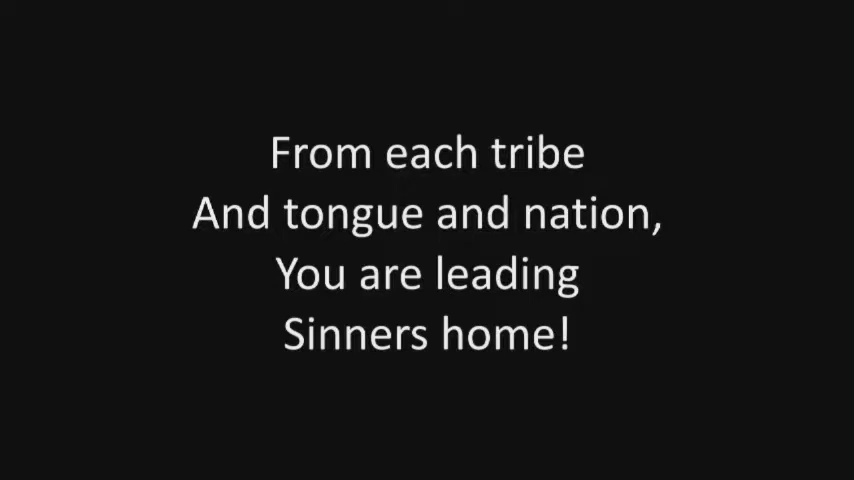 From each tribe
And tongue and nation,
You are leading
Sinners home!